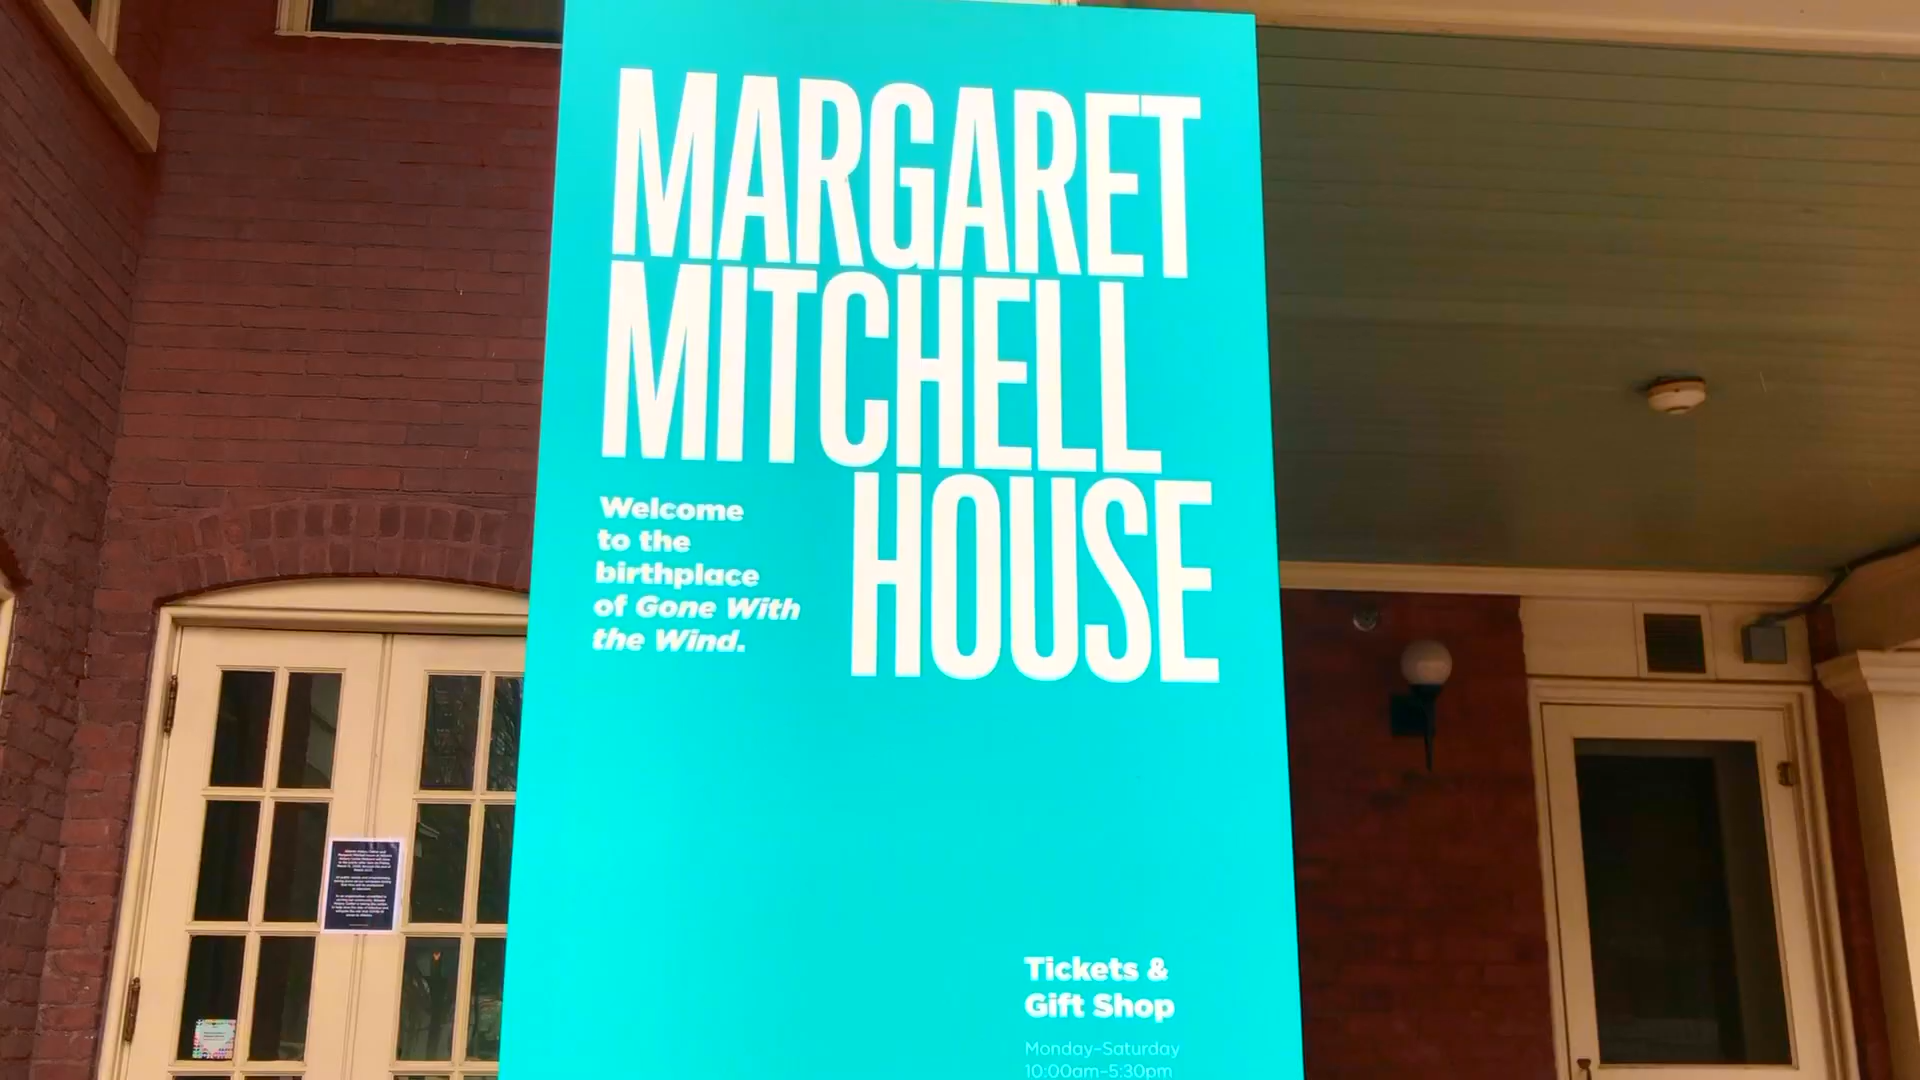 MARGARET
MITCHELL
HOUSE
Welcome
to the
birthplace
of Gone With
the Wind.
Tickets &
Gift Shop
Monday–Saturday
10:00am–5:30pm